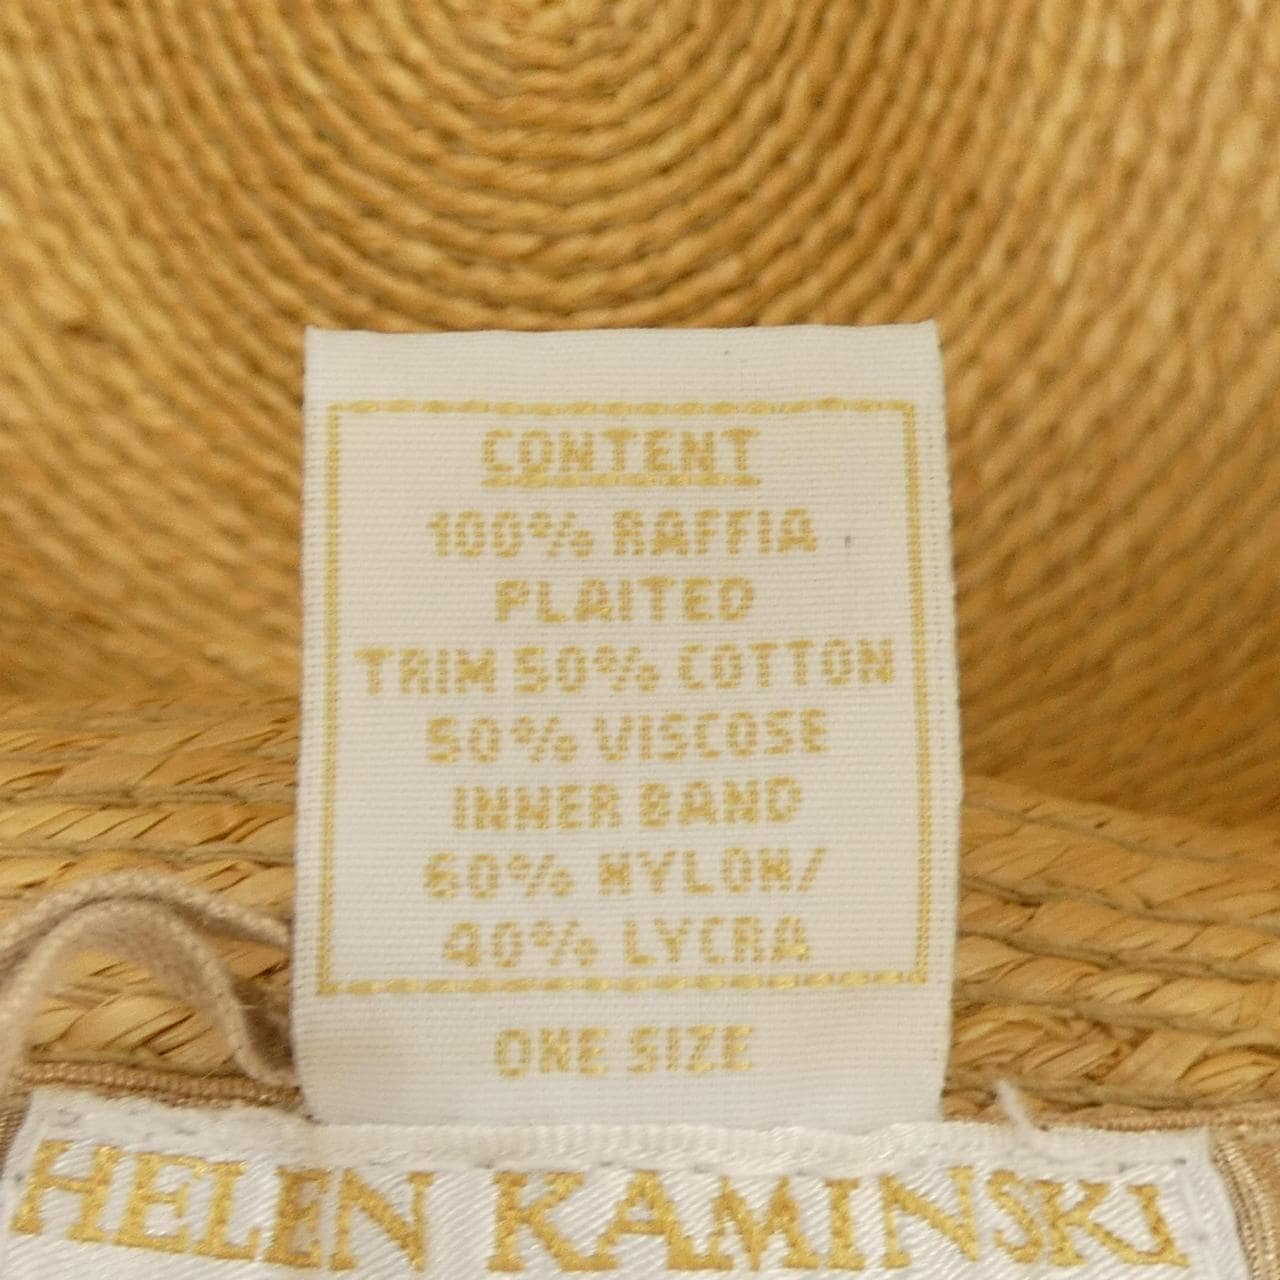 CONTENT
100% RAFFIA
PLAITED
TRIM 50% COTTON
50% VISCOSE
INNER BAND
60% NYLON/
40% LYCRA
ONE SIZE
HELEN KAMINSKI